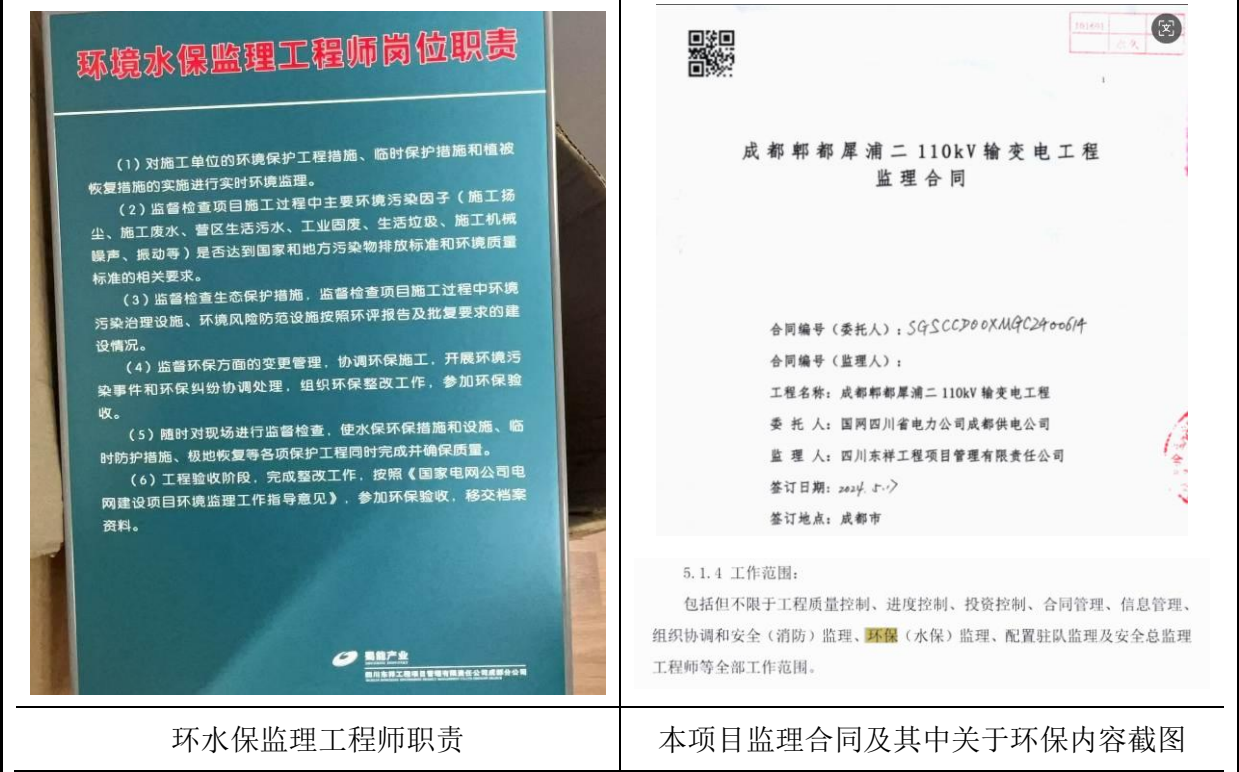 环境水保监理工程师岗位职责
（1）对施工单位的环境保护工程措施、临时保护措施和植被
恢复措施的实施进行实时环境监理。
（2）监督检查项目施工过程中主要环境污染因子（施工扬
尘、施工废水、营区生活污水、工业固废、生活垃圾、施工机械
噪声、振动等）是否达到国家和地方污染物排放标准和环境质量
标准的相关要求。
（3）监督检查生态保护措施，监督检查项目施工过程中环境
污染治理设施、环境风险防范设施按照环评报告及批复要求的建
设情况。
（4）监督环保方面的变更管理，协调环保施工，开展环境污
染事件和环保纠纷协调处理，组织环保整改工作，参加环保验
收。
（5）随时对现场进行监督检查，使水保环保措施和设施、临
时防护措施、极地恢复等各项保护工程同时完成并确保质量。
（6）工程验收阶段，完成整改工作，按照《国家电网公司电
网建设项目环境监理工作指导意见》，参加环保验收，移交档案
资料。
蜀能产业
四川东祥工程项目管理有限责任公司成都分公司
成都郫都犀浦二110kV输变电工程
监理合同
合同编号（委托人）：SGSCCD00XMGC2400614
合同编号（监理人）：
工程名称：成都郫都犀浦二 110kV 输变电工程
委 托 人：国网四川省电力公司成都供电公司
监 理 人：四川东祥工程项目管理有限责任公司
签订日期：2024.5.17
签订地点：成都市
5.1.4 工作范围：
包括但不限于工程质量控制、进度控制、投资控制、合同管理、信息管理、
组织协调和安全（消防）监理、环保（水保）监理、配置驻队监理及安全总监理
工程师等全部工作范围。
环水保监理工程师职责
本项目监理合同及其中关于环保内容截图